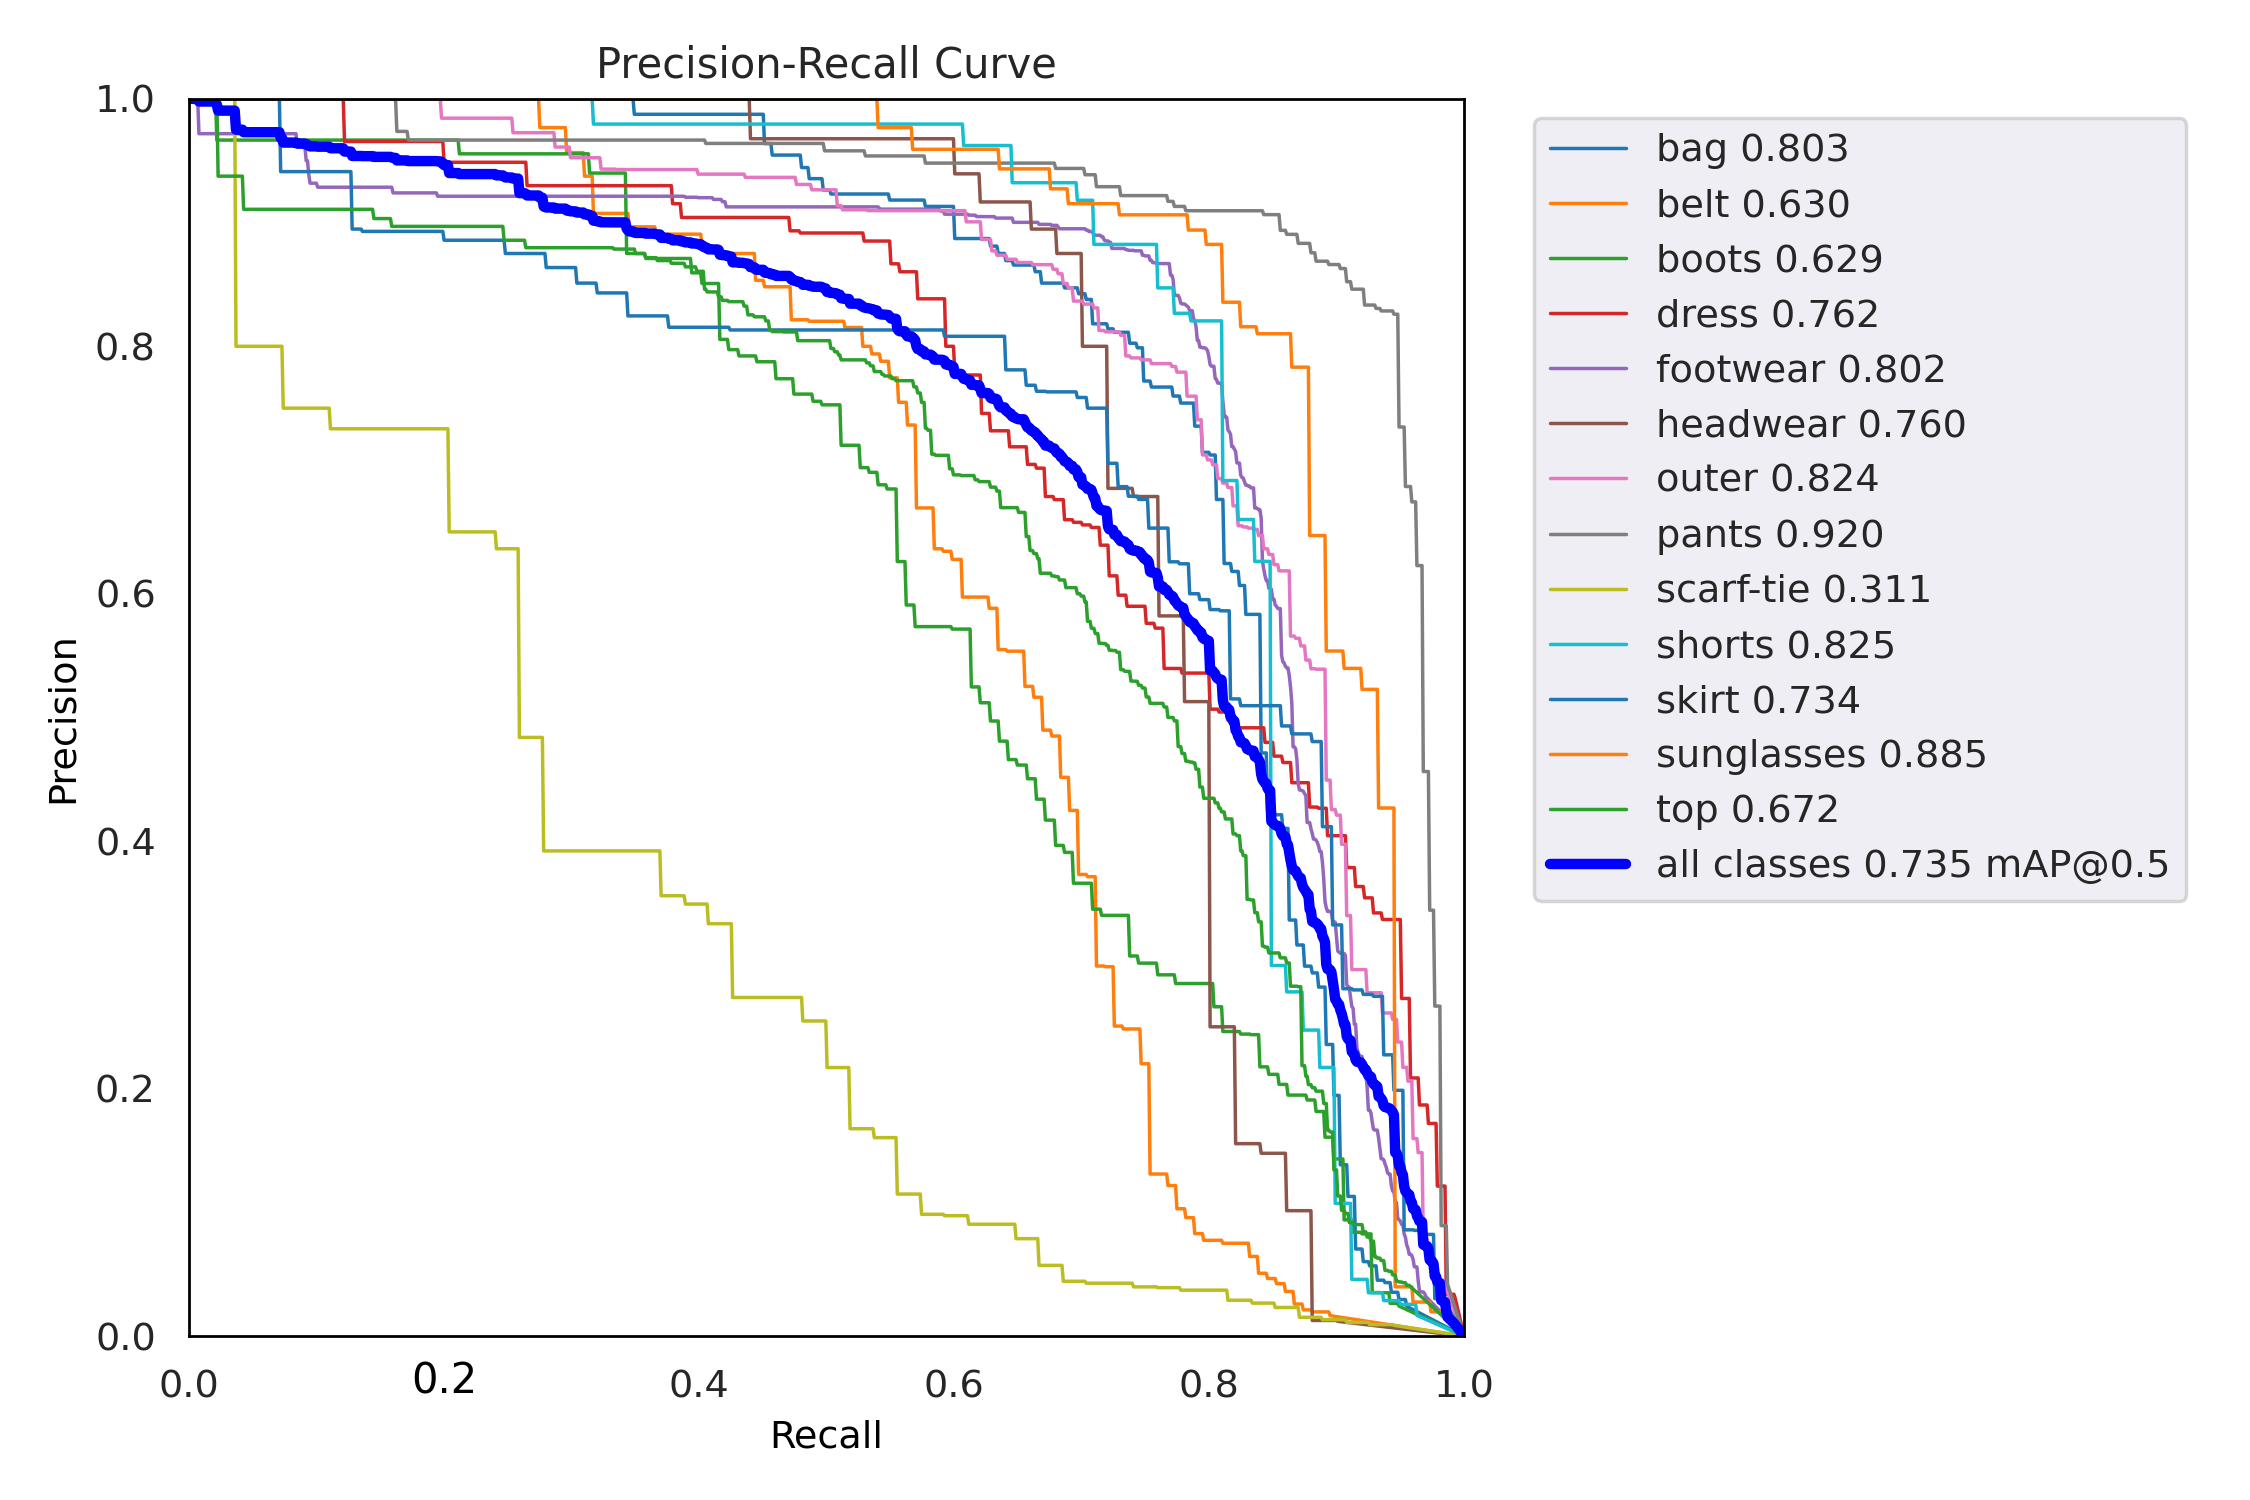 Precision-Recall Curve
1.0
0.8
0.6
0.4
0.2
0.0
Precision
0.0 0.2 0.4 0.6 0.8 1.0
Recall
bag 0.803
belt 0.630
boots 0.629
dress 0.762
footwear 0.802
headwear 0.760
outer 0.824
pants 0.920
scarf-tie 0.311
shorts 0.825
skirt 0.734
sunglasses 0.885
top 0.672
all classes 0.735 mAP@0.5